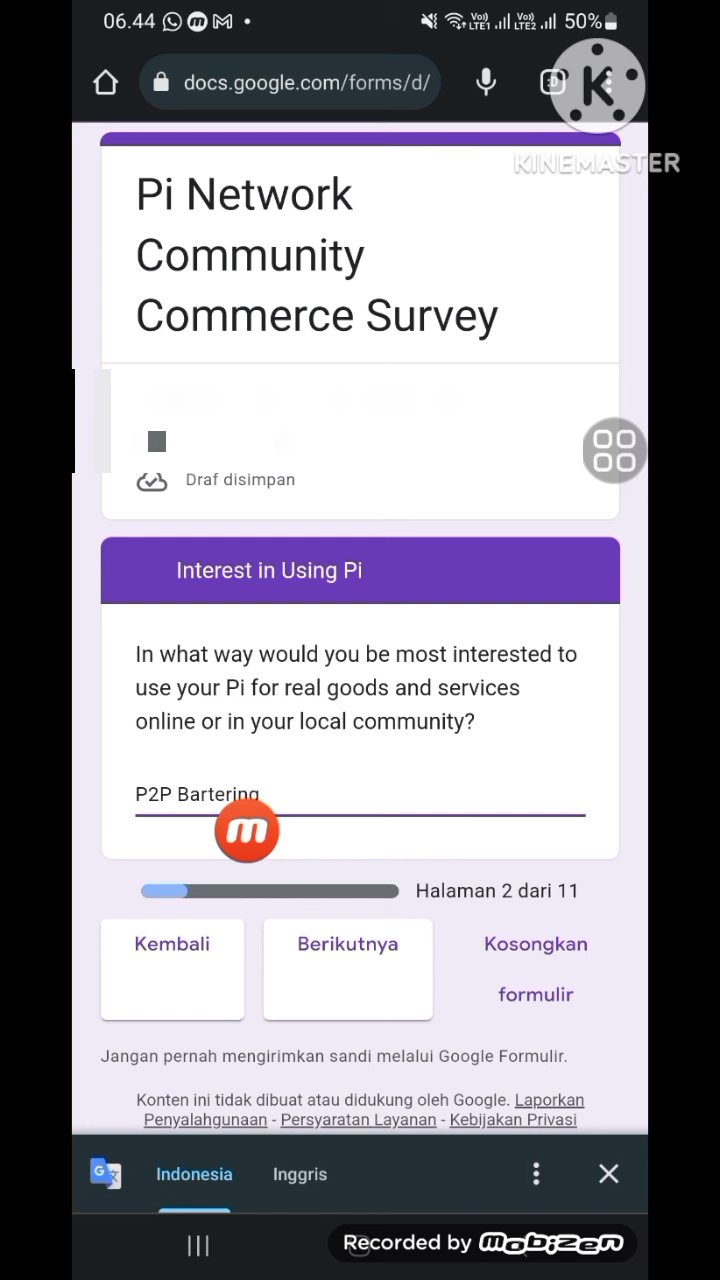 06.44
Vo)) LTE1 Vo)) LTE2 50%
docs.google.com/forms/d/
:D
K
KINEMASTER
Pi Network
Community
Commerce Survey
Draf disimpan
Interest in Using Pi
In what way would you be most interested to
use your Pi for real goods and services
online or in your local community?
P2P Bartering
m
Halaman 2 dari 11
Kembali
Berikutnya
Kosongkan
formulir
Jangan pernah mengirimkan sandi melalui Google Formulir.
Konten ini tidak dibuat atau didukung oleh Google. Laporkan
Penyalahgunaan - Persyaratan Layanan - Kebijakan Privasi
G
Indonesia
Inggris
Recorded by mobizen